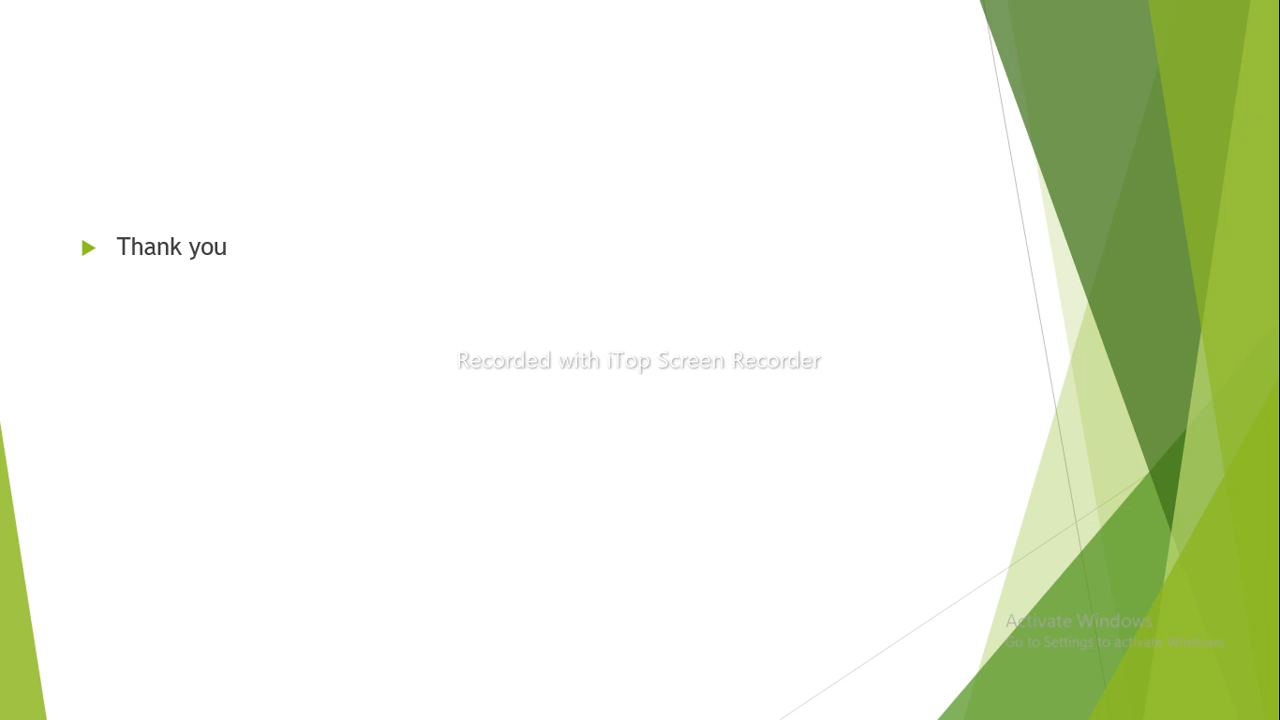 Thank you
Recorded with iTop Screen Recorder
Activate Windows
Go to Settings to activate Windows.